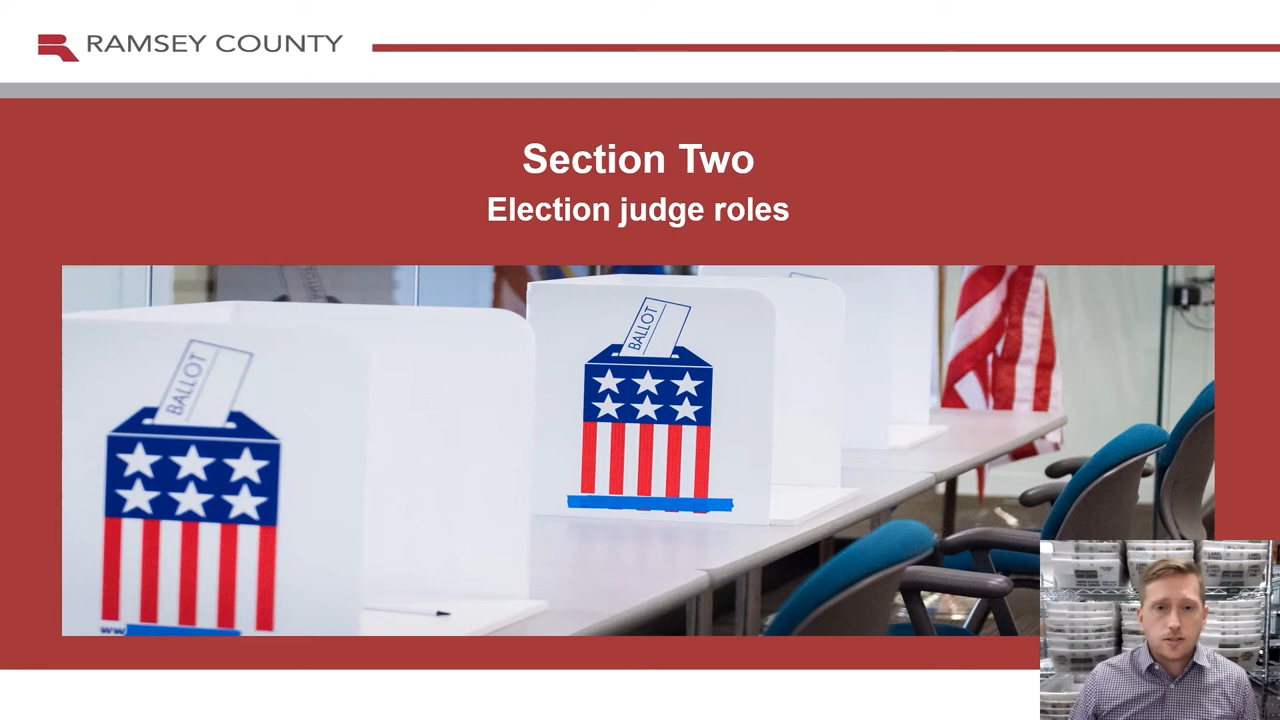 RAMSEY COUNTY
Section Two
Election judge roles
BALLOT
BALLOT